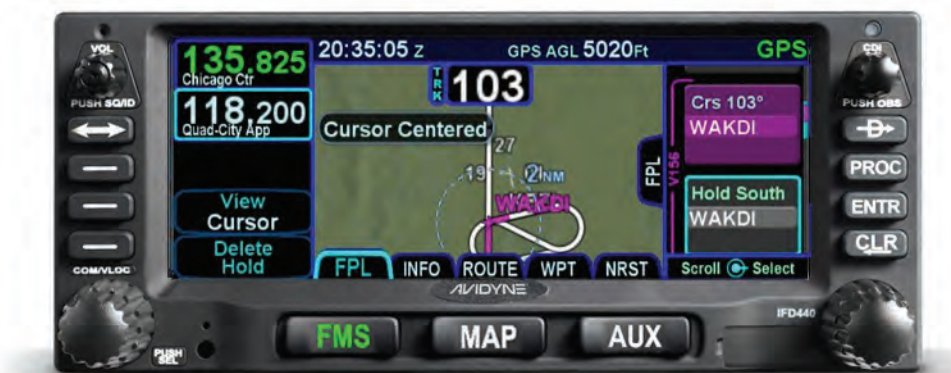 VOL
CDI
135.825
20:35:05 Z
GPS AGL 5020Ft
GPS
Chicago Ctr
TRK
103
PUSH SQ/ID
PUSH OBS
118.200
Quad-City App
Cursor Centered
27
Crs 103°
WAKDI
D
19
2NM
FPL
V156
PROC
View
Cursor
WAKDI
Hold South
WAKDI
ENTR
Delete
Hold
CLR
COM/VLOC
FPL
INFO
ROUTE
WPT
NRST
Scroll
Select
AVIDYNE
IFD440
FMS
MAP
AUX
PUSH
SEL